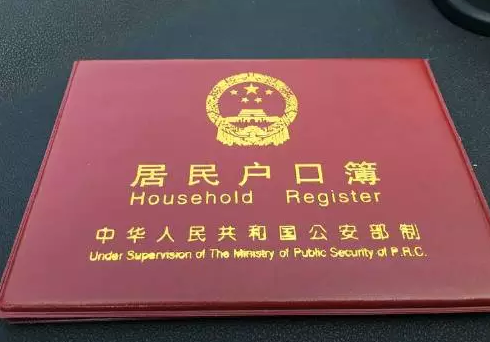 居民户口簿
Household Register
中华人民共和国公安部制
Under Supervision of The Ministry of Public Security of P.R.C.